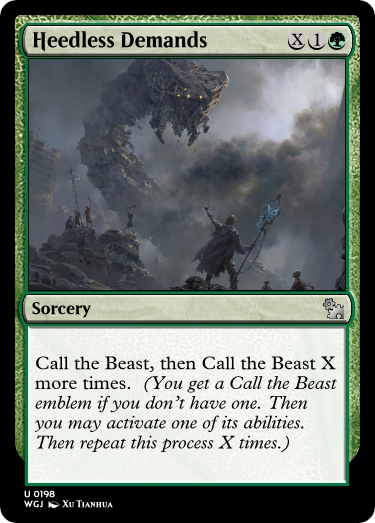 Heedless Demands X 1
Sorcery
Call the Beast, then Call the Beast X
more times. (You get a Call the Beast
emblem if you don't have one. Then
you may activate one of its abilities.
Then repeat this process X times.)
U 0198
WGJ Xu Tianhua